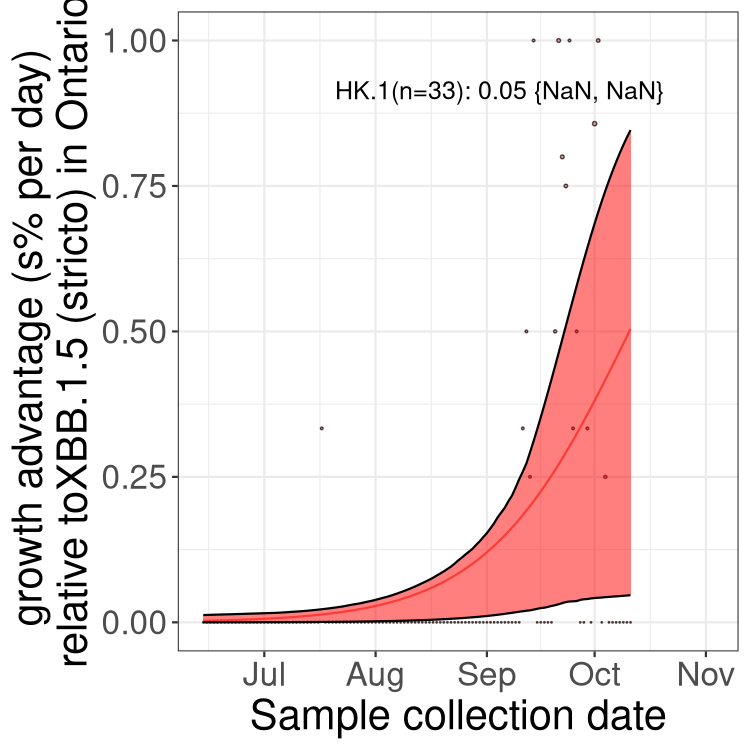 growth advantage (s% per day)
relative toXBB.1.5 (stricto) in Ontario
1.00
0.75
0.50
0.25
0.00
HK.1(n=33): 0.05 {NaN, NaN}
Jul Aug Sep Oct Nov
Sample collection date